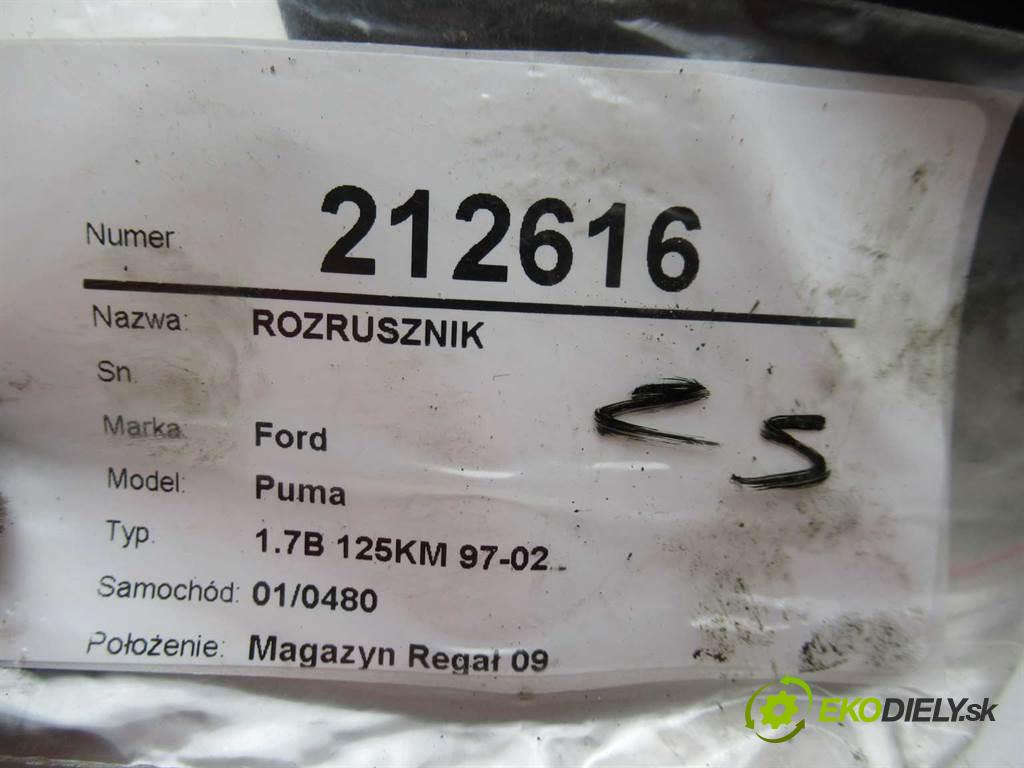 Numer 212616
Nazwa: ROZRUSZNIK
Sn.
Marka Ford
Model: Puma
Typ. 1.7B 125KM 97-02
Samochód: 01/0480
Położenie: Magazyn Regał 09
C5
EKODIELY.sk